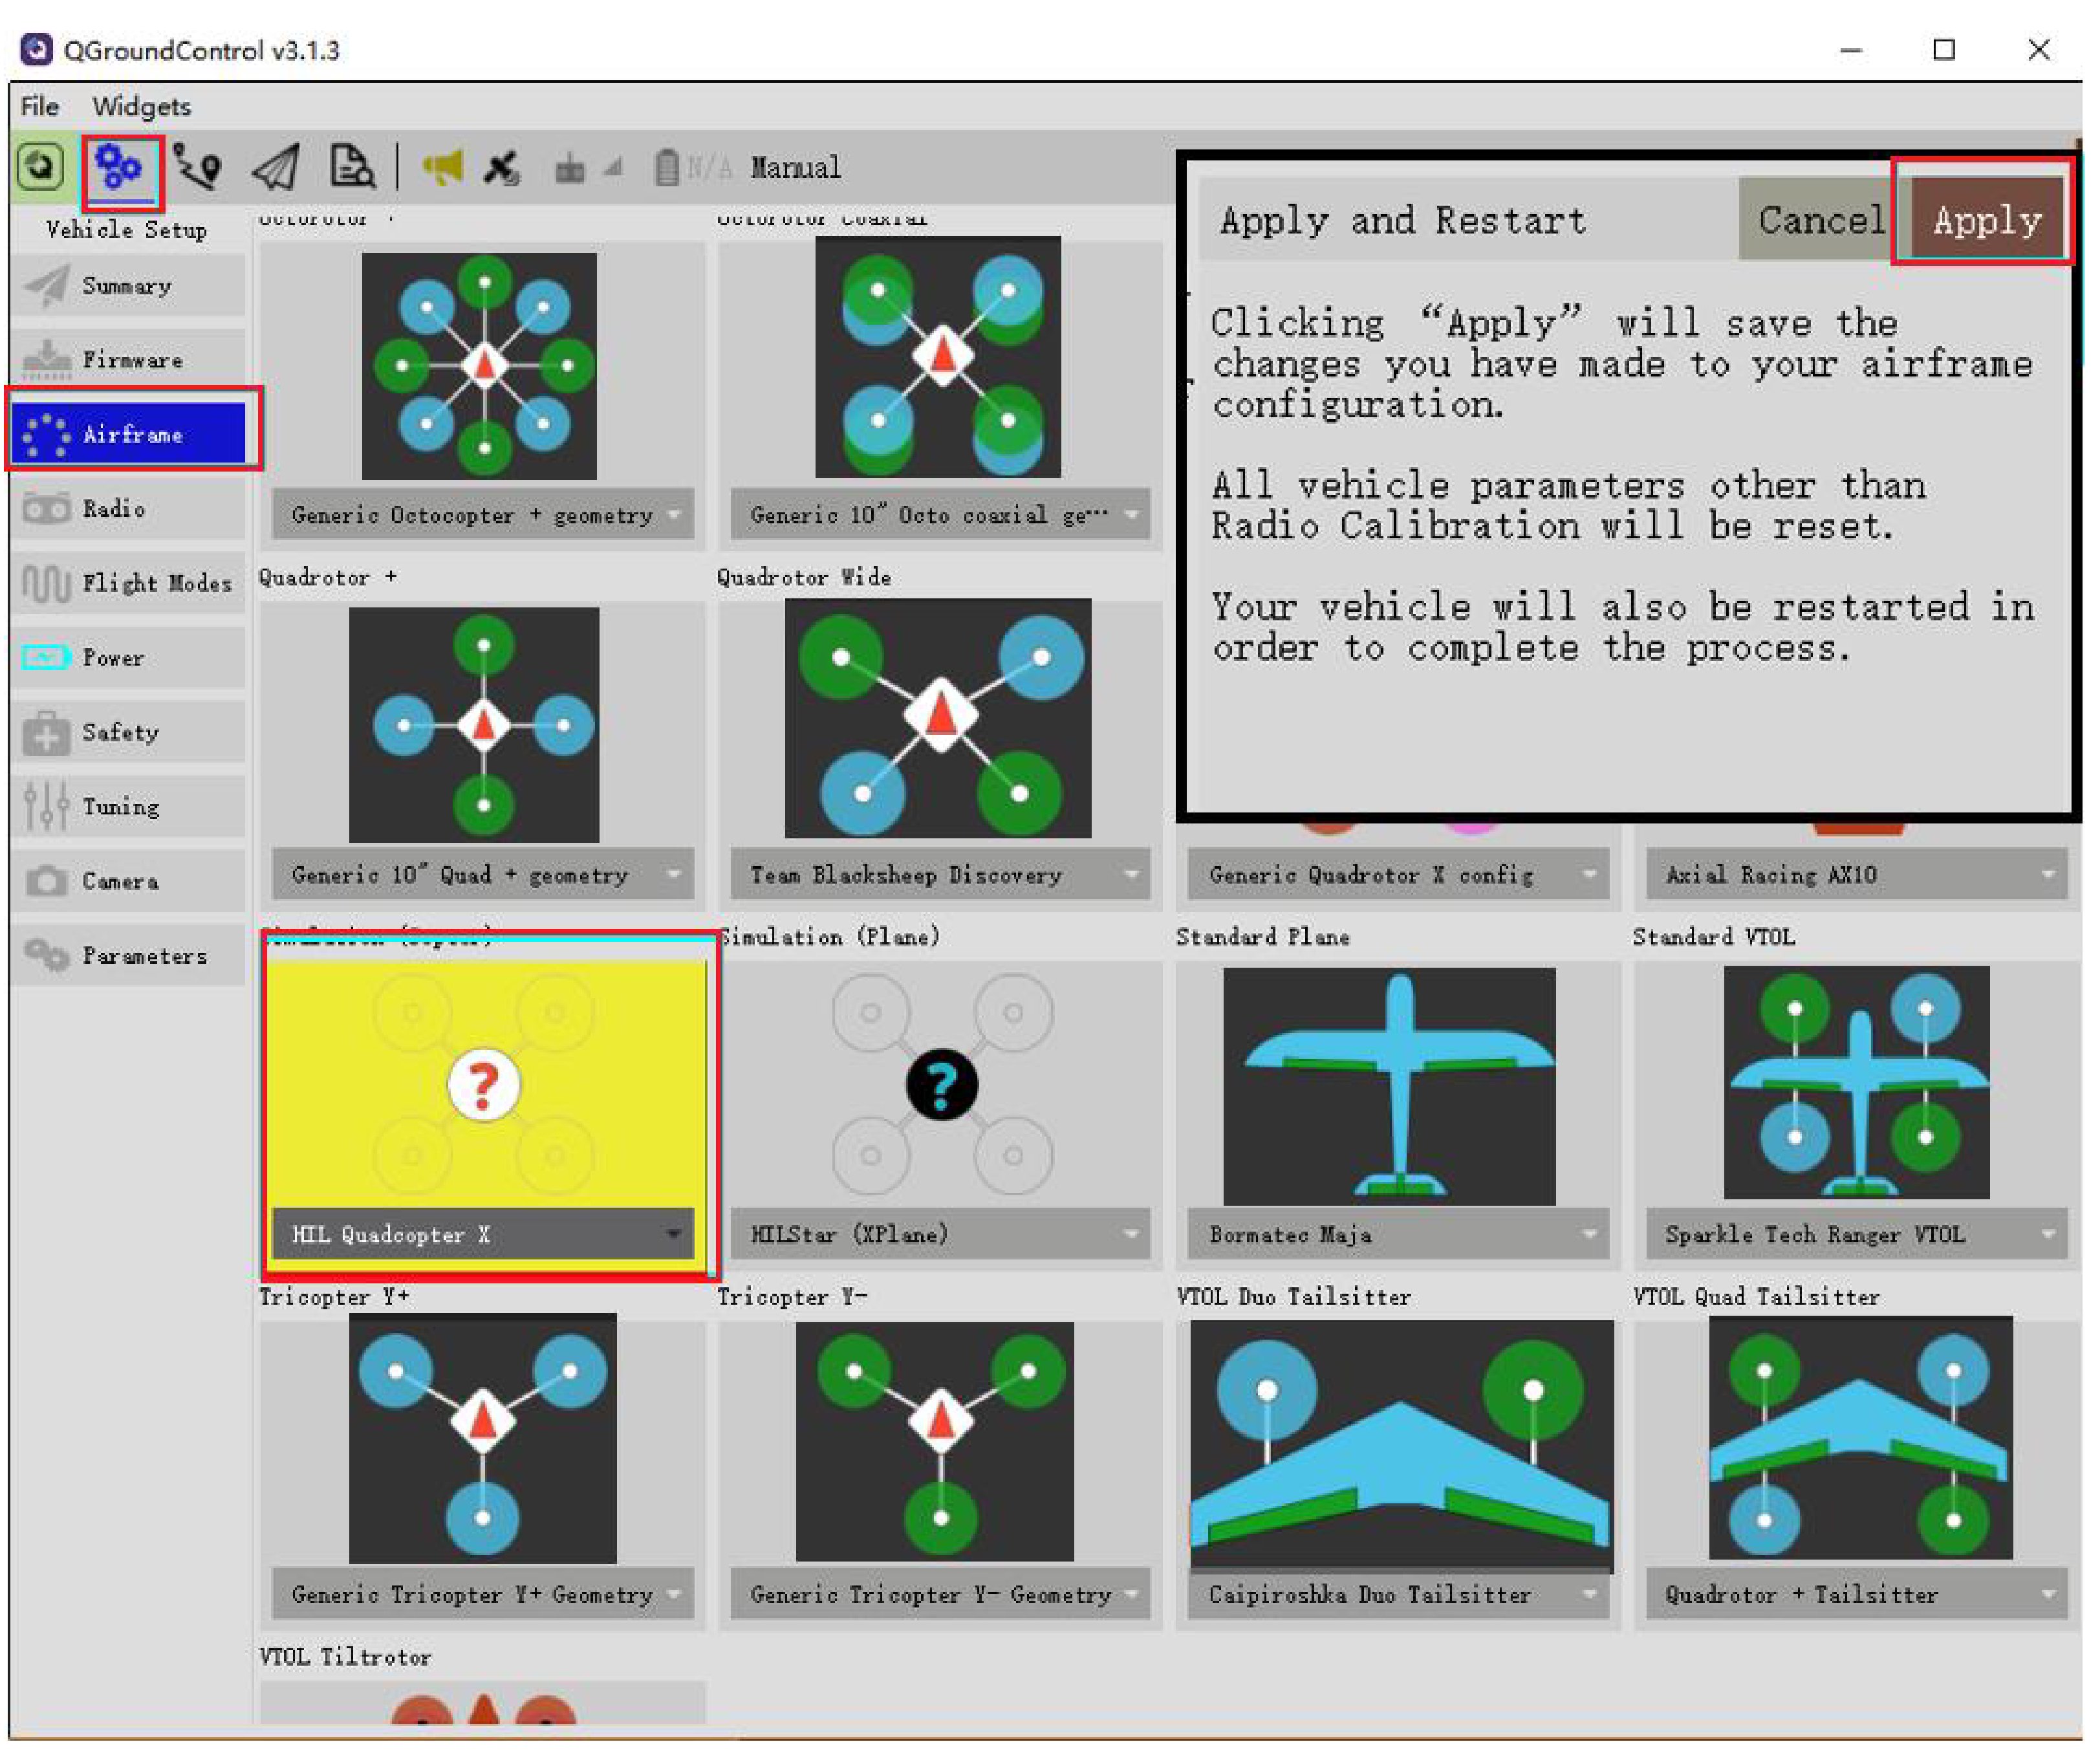 QGroundControl v3.1.3
File Widgets
N/A Manual
Vehicle Setup
Summary
Firmware
Airframe
Radio
Flight Modes
Power
Safety
Tuning
Camera
Parameters
Octorotor + Octorotor Coaxial
Generic Octocopter + geometry Generic 10" Octo coaxial ge...
Apply and Restart Cancel Apply
Clicking “Apply” will save the
changes you have made to your airframe
configuration.
All vehicle parameters other than
Radio Calibration will be reset.
Your vehicle will also be restarted in
order to complete the process.
Quadrotor + Quadrotor Wide
Generic 10" Quad + geometry Team Blacksheep Discovery Generic Quadrotor X config Axial Racing AX10
Simulation (Copter) Simulation (Plane) Standard Plane Standard VTOL
?
?
HIL Quadcopter X HILStar (XPlane) Bormatec Maja Sparkle Tech Ranger VTOL
Tricopter Y+ Tricopter Y- VTOL Duo Tailsitter VTOL Quad Tailsitter
Generic Tricopter Y+ Geometry Generic Tricopter Y- Geometry Caipiroshka Duo Tailsitter Quadrotor + Tailsitter
VTOL Tiltrotor